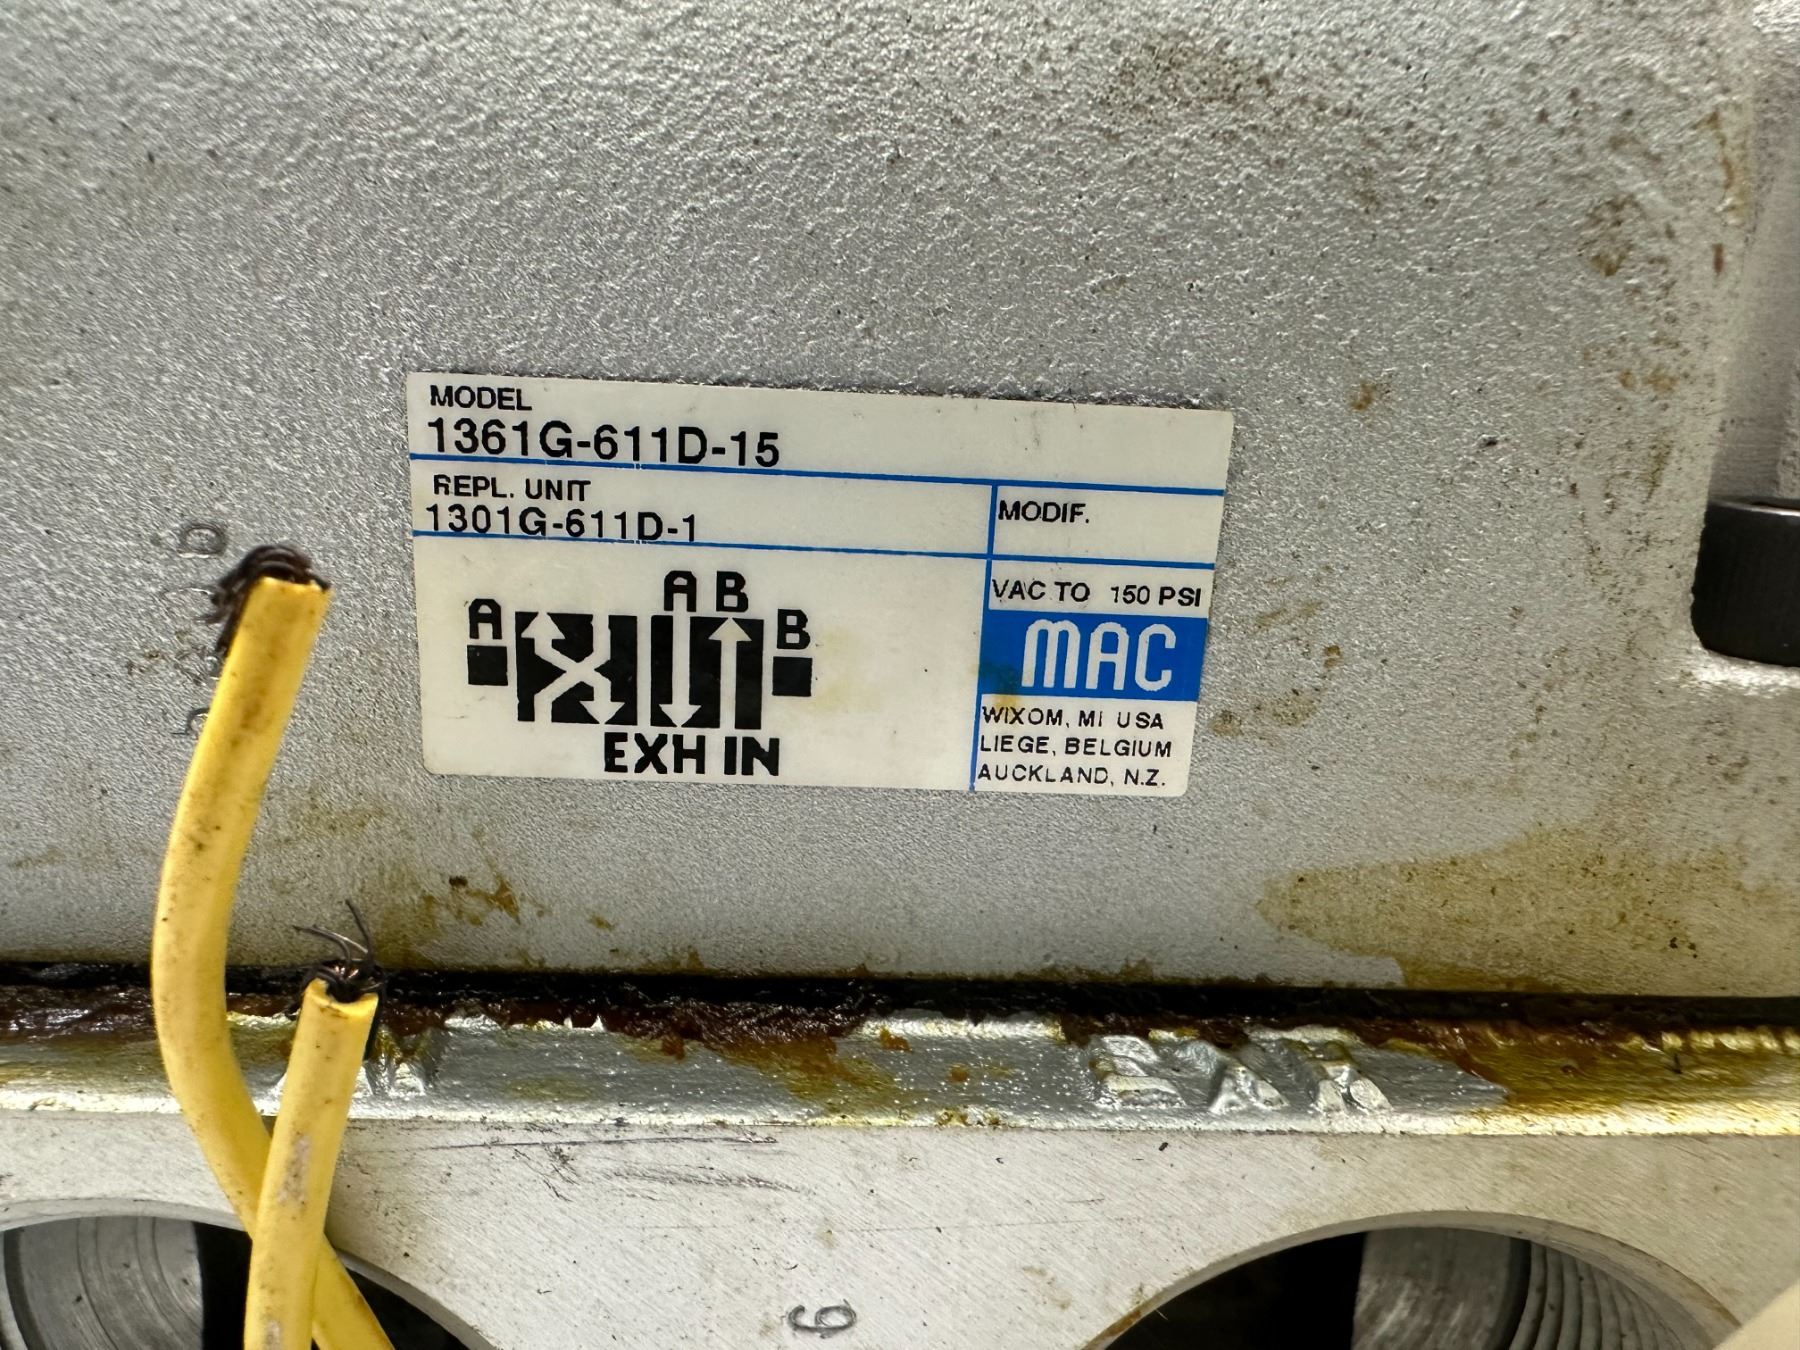 MODEL
1361G-611D-15
REPL. UNIT
1301G-611D-1
MODIF.
VAC TO 150 PSI
A B
A
B
EXH IN
MAC
WIXOM, MI USA
LIEGE, BELGIUM
AUCKLAND, N.Z.
6